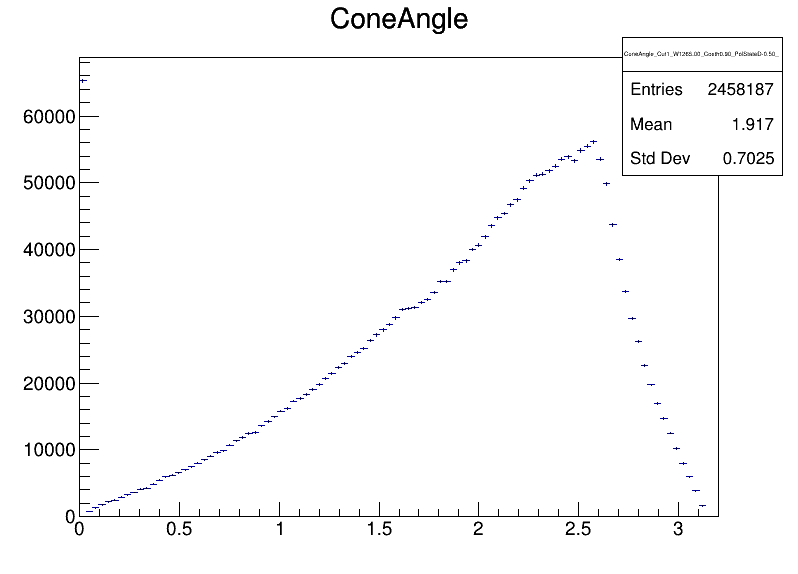 ConeAngle
ConeAngle_Cut1_W1265.00_Costh0.90_PolStateD-0.50_
Entries 2458187
Mean 1.917
Std Dev 0.7025
60000
50000
40000
30000
20000
10000
0
0 0.5 1 1.5 2 2.5 3